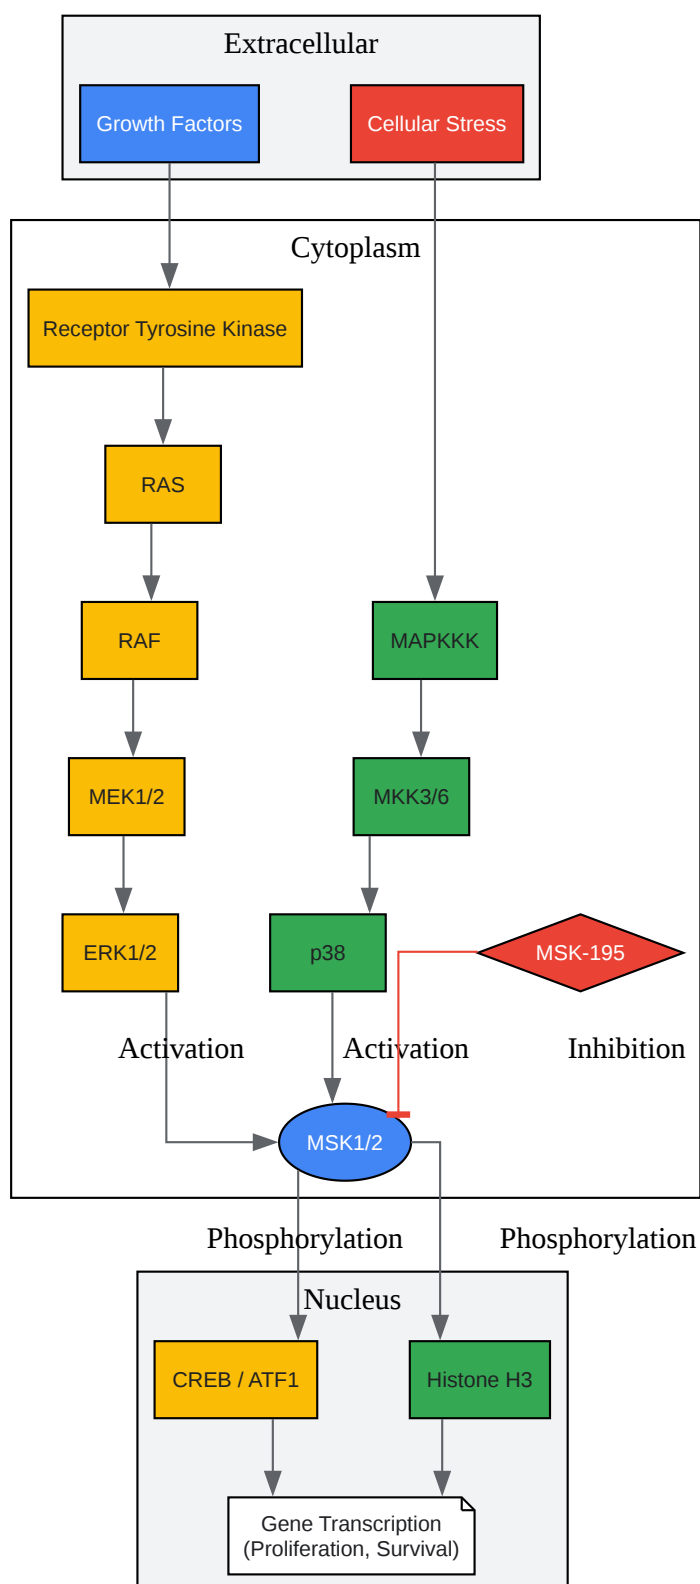 Extracellular
Growth Factors
Cellular Stress
Cytoplasm
Receptor Tyrosine Kinase
RAS
RAF
MAPKKK
MEK1/2
MKK3/6
ERK1/2
p38
MSK-195
Activation
Activation
Inhibition
MSK1/2
Phosphorylation
Phosphorylation
Nucleus
CREB / ATF1
Histone H3
Gene Transcription
(Proliferation, Survival)